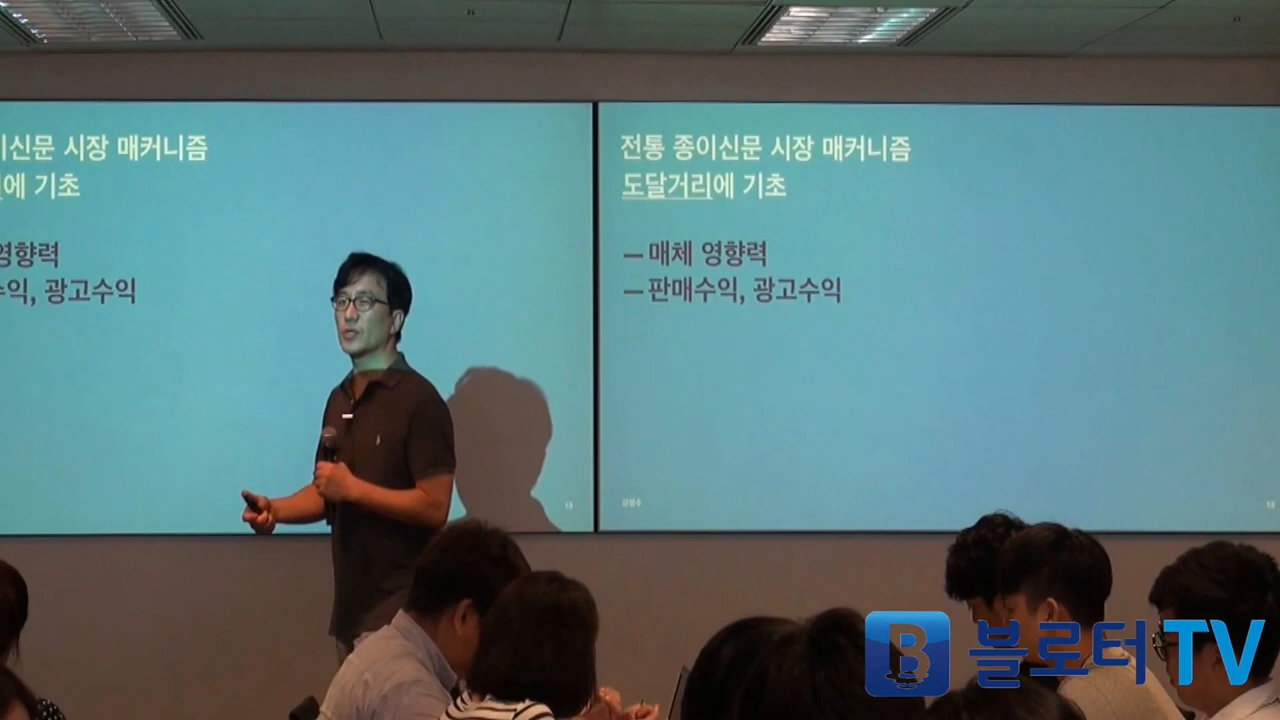 이신문 시장 매커니즘
에 기초
영향력
수익, 광고수익
13
전통 종이신문 시장 매커니즘
도달거리에 기초
– 매체 영향력
– 판매수익, 광고수익
13
B 블로터TV